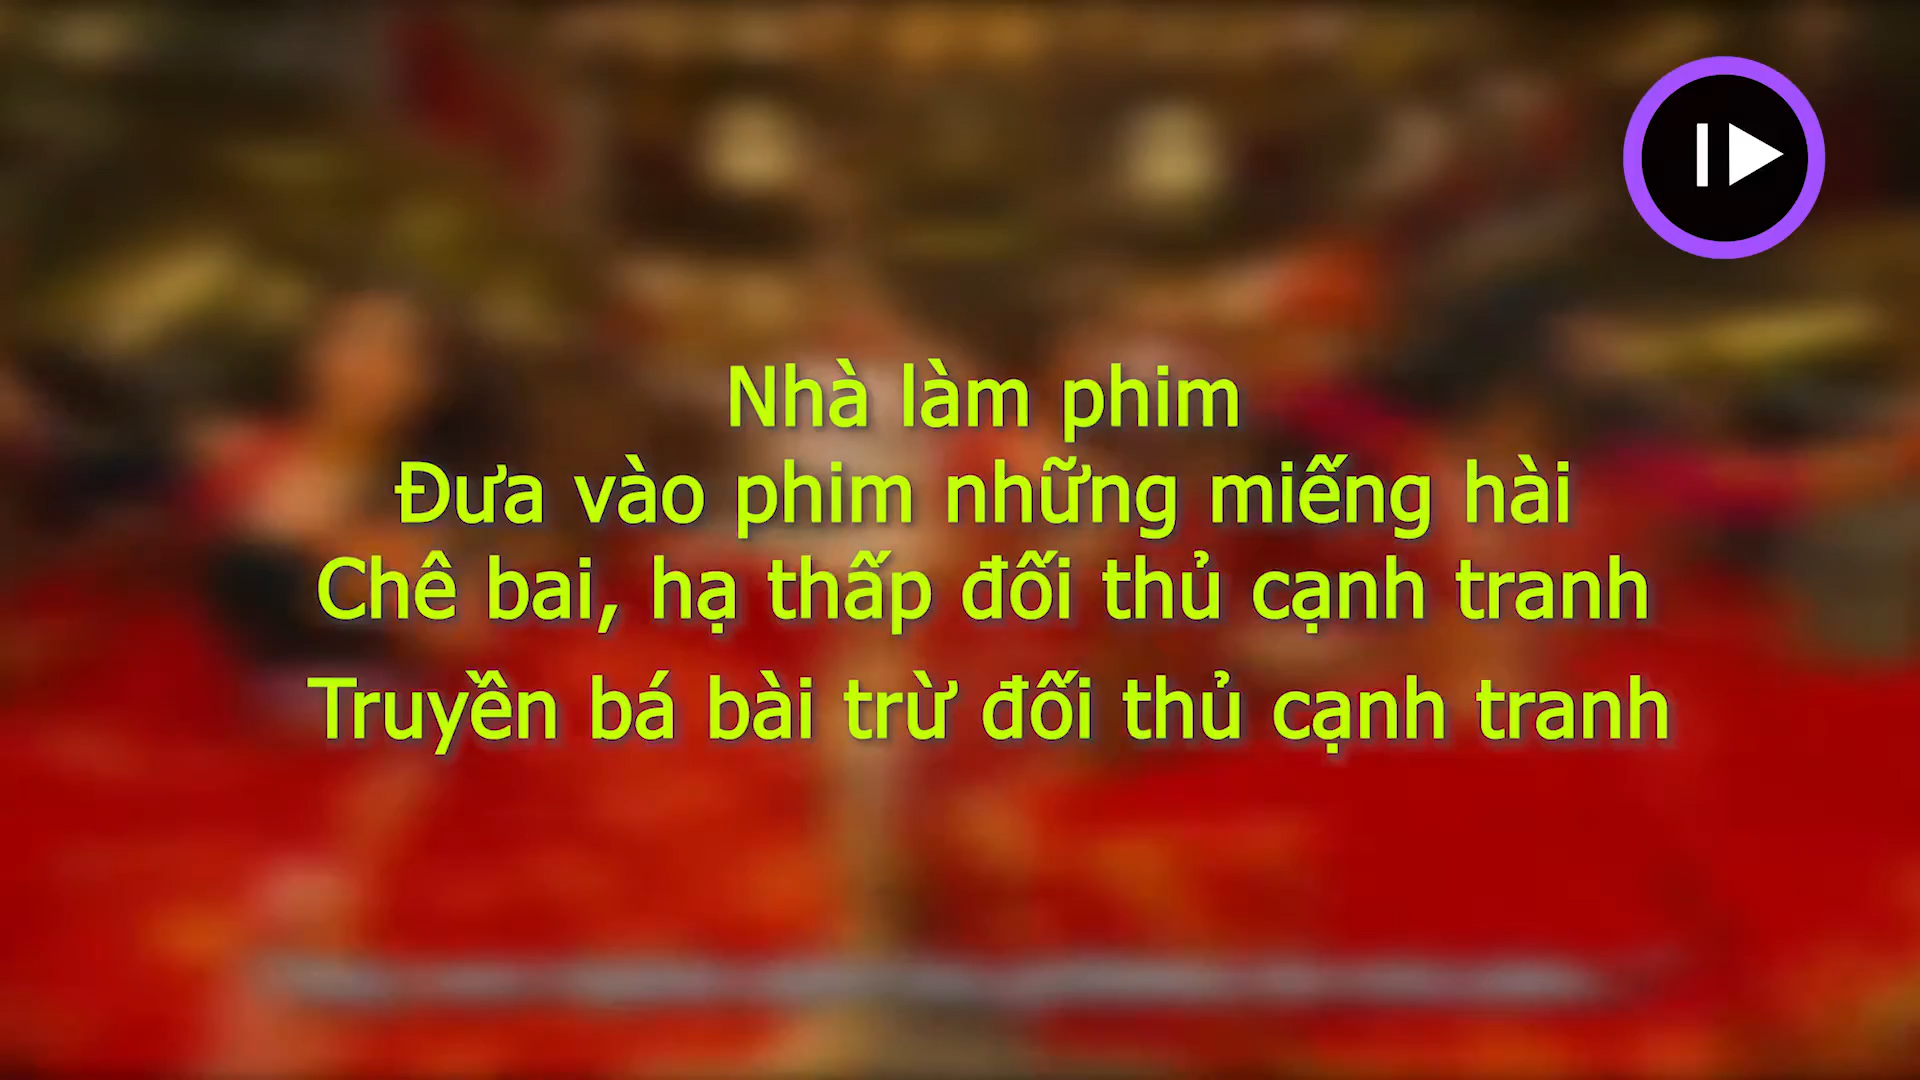 Nhà làm phim
Đưa vào phim những miếng hài
Chê bai, hạ thấp đối thủ cạnh tranh
Truyền bá bài trừ đối thủ cạnh tranh